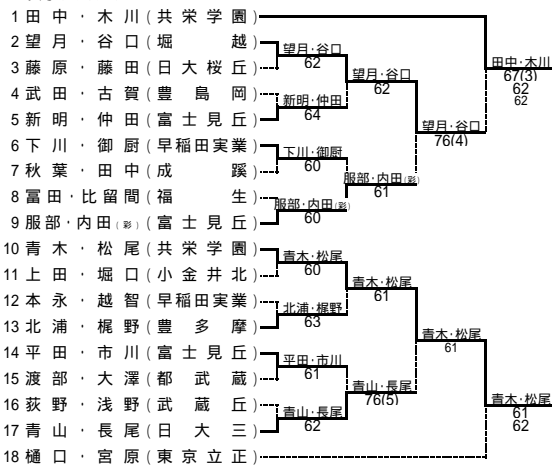 1 田中・木川(共栄学園)
2 望月・谷口(堀越)
3 藤原・藤田(日大桜丘)
4 武田・古賀(豊島岡)
5 新明・仲田(富士見丘)
6 下川・御厨(早稲田実業)
7 秋葉・田中(成蹊)
8 冨田・比留間(福生)
9 服部・内田(彩)(富士見丘)
10 青木・松尾(共栄学園)
11 上田・堀口(小金井北)
12 本永・越智(早稲田実業)
13 北浦・梶野(豊多摩)
14 平田・市川(富士見丘)
15 渡部・大澤(都武蔵)
16 荻野・浅野(武蔵丘)
17 青山・長尾(日大三)
18 樋口・宮原(東京立正)
望月・谷口
62
新明・仲田
64
下川・御厨
60
服部・内田(彩)
60
青木・松尾
60
北浦・梶野
63
平田・市川
61
青山・長尾
62
望月・谷口
62
服部・内田(彩)
61
青木・松尾
61
青山・長尾
76(5)
望月・谷口
76(4)
青木・松尾
61
田中・木川
67(3)
62
62
青木・松尾
61
62